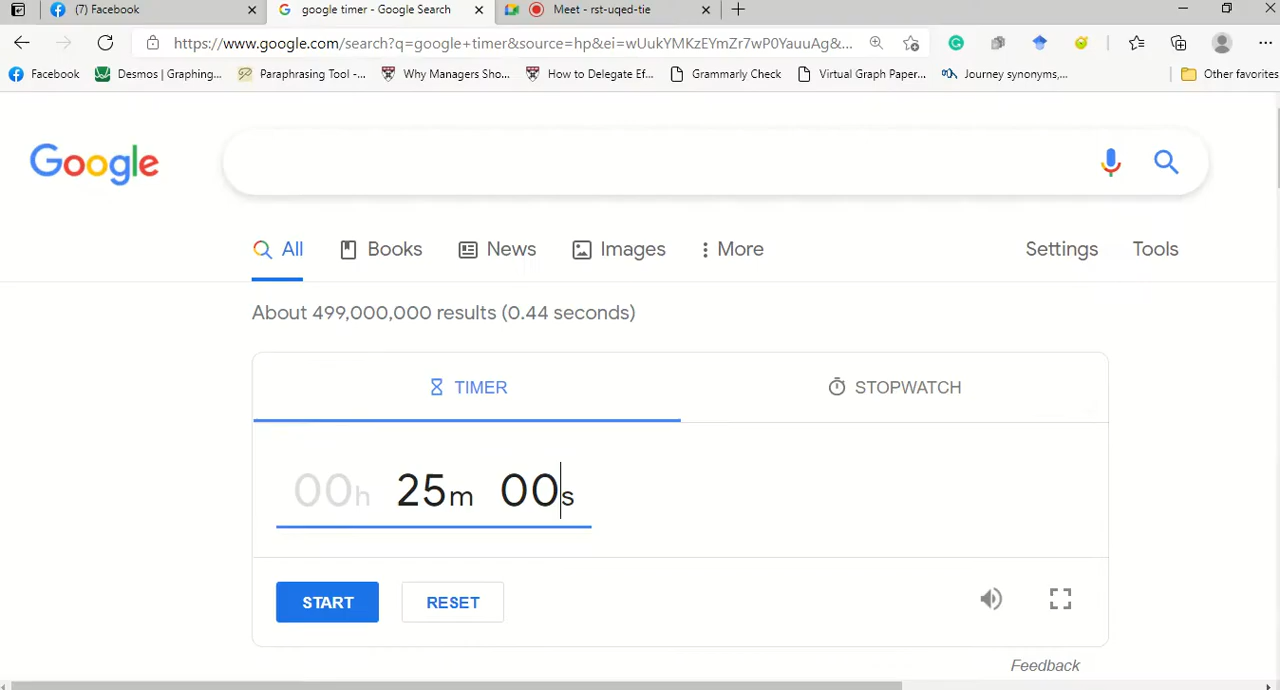 (7) Facebook
google timer - Google Search
Meet - rst-uqed-tie
https://www.google.com/search?q=google+timer&source=hp&ei=wUukYMKzEYmZr7wP0YauuAg&...
Facebook
Desmos | Graphing...
Paraphrasing Tool -...
Why Managers Sho...
How to Delegate Ef...
Grammarly Check
Virtual Graph Paper...
Journey synonyms,...
Other favorites
Google
All
Books
News
Images
More
Settings
Tools
About 499,000,000 results (0.44 seconds)
TIMER
STOPWATCH
00h 25m 00s
START
RESET
Feedback